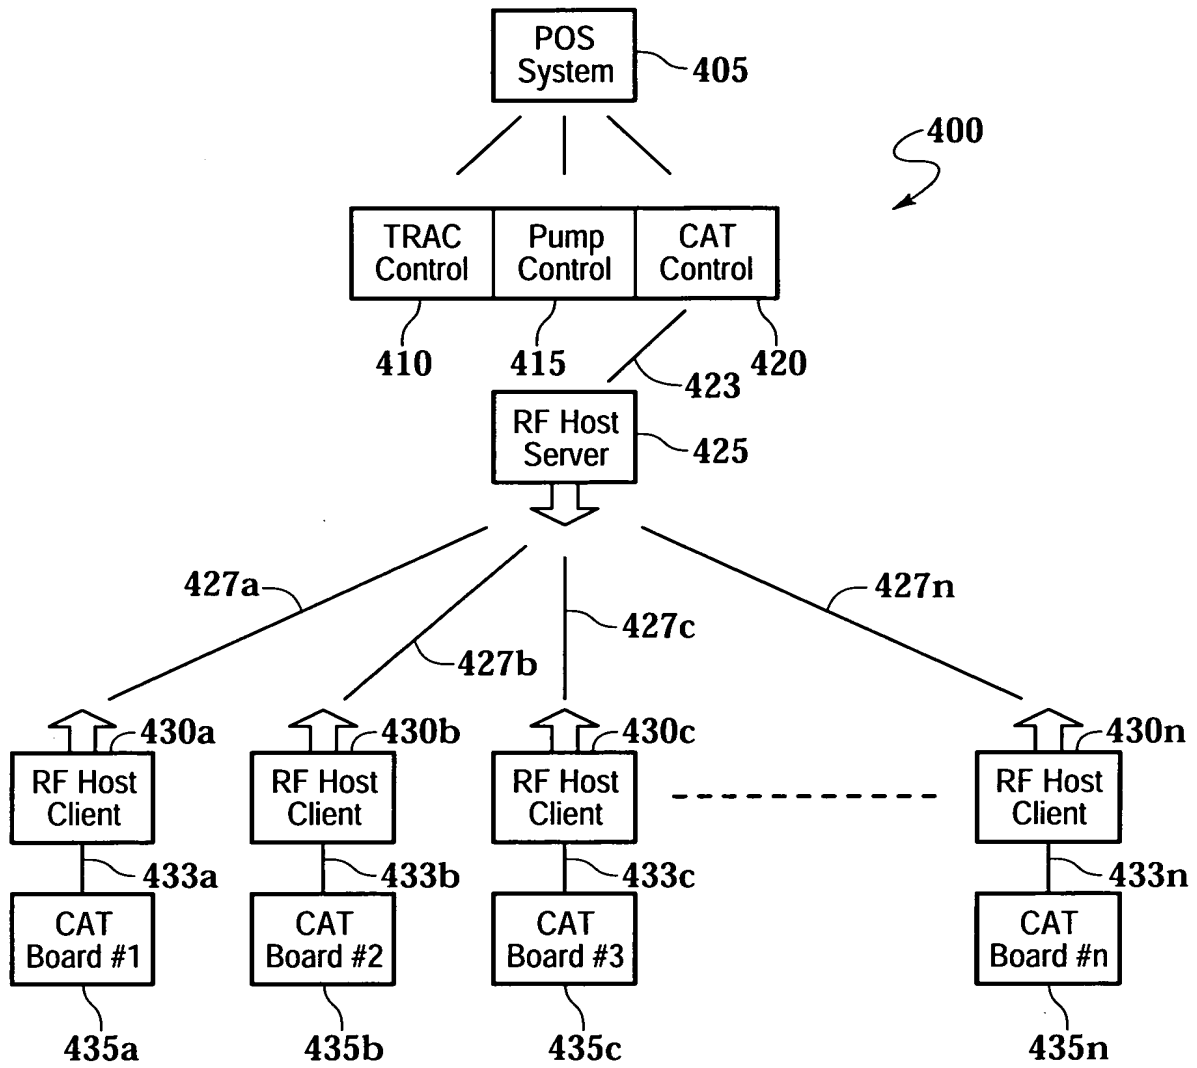 POS
System
405
400
TRAC
Control
Pump
Control
CAT
Control
410
415
420
423
RF Host
Server
425
427a
427b
427c
427n
430a
430b
430c
430n
RF Host
Client
RF Host
Client
RF Host
Client
RF Host
Client
433a
433b
433c
433n
CAT
Board #1
CAT
Board #2
CAT
Board #3
CAT
Board #n
435a
435b
435c
435n